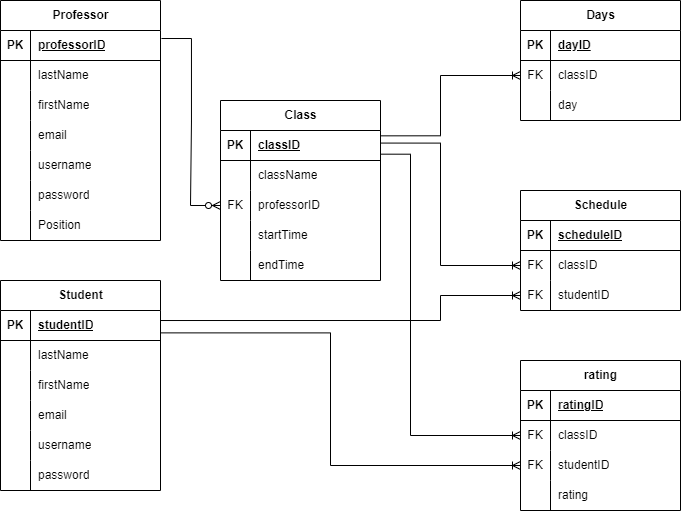 Professor
PK professorID
lastName
firstName
email
username
password
Position
Class
PK classID
className
FK professorID
startTime
endTime
Days
PK dayID
FK classID
day
Schedule
PK scheduleID
FK classID
FK studentID
Student
PK studentID
lastName
firstName
email
username
password
rating
PK ratingID
FK classID
FK studentID
rating